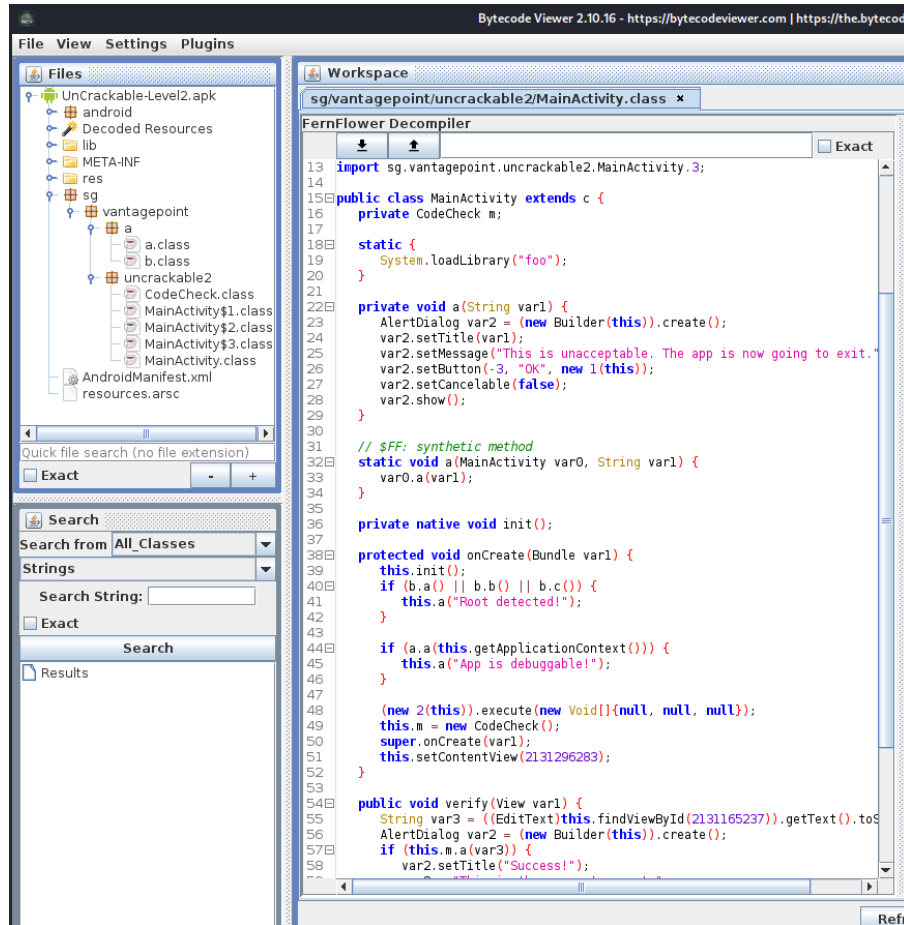 Bytecode Viewer 2.10.16 - https://bytecodeviewer.com | https://the.bytecod
File View Settings Plugins
Files
UnCrackable-Level2.apk
android
Decoded Resources
lib
META-INF
res
sg
vantagepoint
a
a.class
b.class
uncrackable2
CodeCheck.class
MainActivity$1.class
MainActivity$2.class
MainActivity$3.class
MainActivity.class
AndroidManifest.xml
resources.arsc
Quick file search (no file extension)
Exact - +
Search
Search from All_Classes
Strings
Search String:
Exact
Search
Results
Workspace
sg/vantagepoint/uncrackable2/MainActivity.class ×
FernFlower Decompiler
Exact
13 import sg.vantagepoint.uncrackable2.MainActivity.3;
14
15 public class MainActivity extends c {
16 private CodeCheck m;
17
18 static {
19 System.loadLibrary("foo");
20 }
21
22 private void a(String var1) {
23 AlertDialog var2 = (new Builder(this)).create();
24 var2.setTitle(var1);
25 var2.setMessage("This is unacceptable. The app is now going to exit."
26 var2.setButton(-3, "OK", new 1(this));
27 var2.setCancelable(false);
28 var2.show();
29 }
30
31 // $FF: synthetic method
32 static void a(MainActivity var0, String var1) {
33 var0.a(var1);
34 }
35
36 private native void init();
37
38 protected void onCreate(Bundle var1) {
39 this.init();
40 if (b.a() || b.b() || b.c()) {
41 this.a("Root detected!");
42 }
43
44 if (a.a(this.getApplicationContext())) {
45 this.a("App is debuggable!");
46 }
47
48 (new 2(this)).execute(new Void[]{null, null, null});
49 this.m = new CodeCheck();
50 super.onCreate(var1);
51 this.setContentView(2131296283);
52 }
53
54 public void verify(View var1) {
55 String var3 = ((EditText)this.findViewById(2131165237)).getText().toS
56 AlertDialog var2 = (new Builder(this)).create();
57 if (this.m.a(var3)) {
58 var2.setTitle("Success!");
Refr